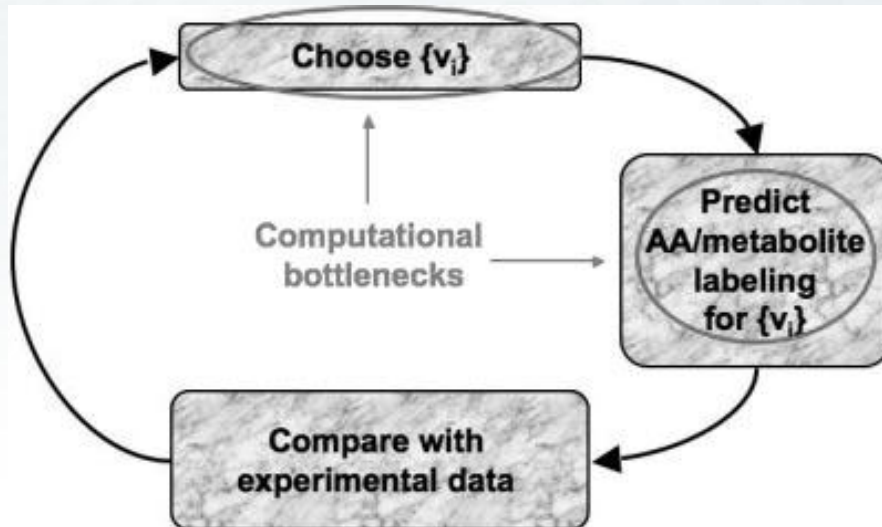 Choose {vᵢ}
Computational
bottlenecks
Predict
AA/metabolite
labeling
for {vᵢ}
Compare with
experimental data